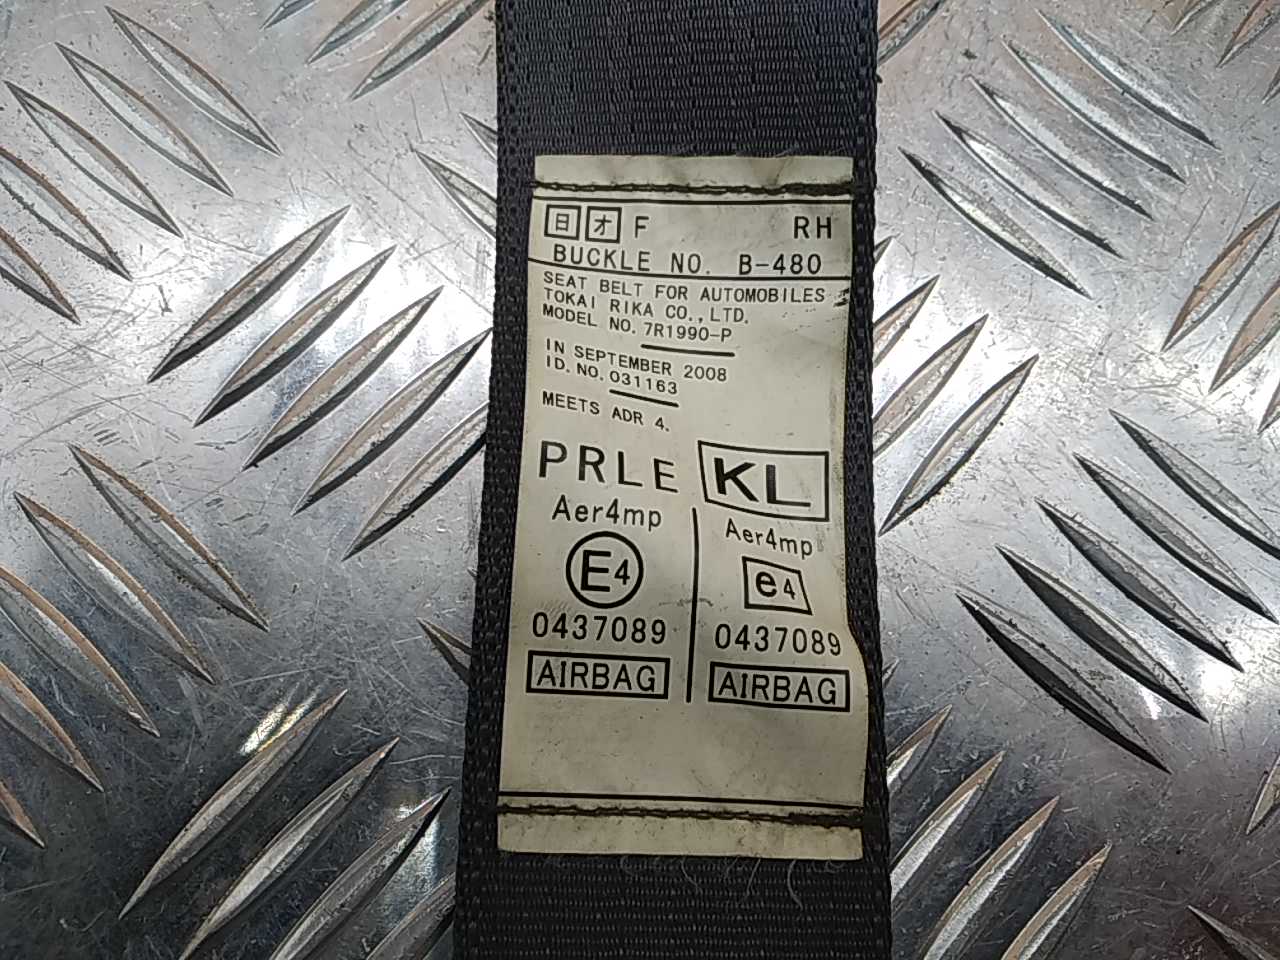 日 オ F RH
BUCKLE NO. B-480
SEAT BELT FOR AUTOMOBILES
TOKAI RIKA CO., LTD.
MODEL NO. 7R1990-P
IN SEPTEMBER 2008
ID. NO. 031163
MEETS ADR 4.
PRLE KL
Aer4mp Aer4mp
E4 e4
0437089 0437089
AIRBAG AIRBAG